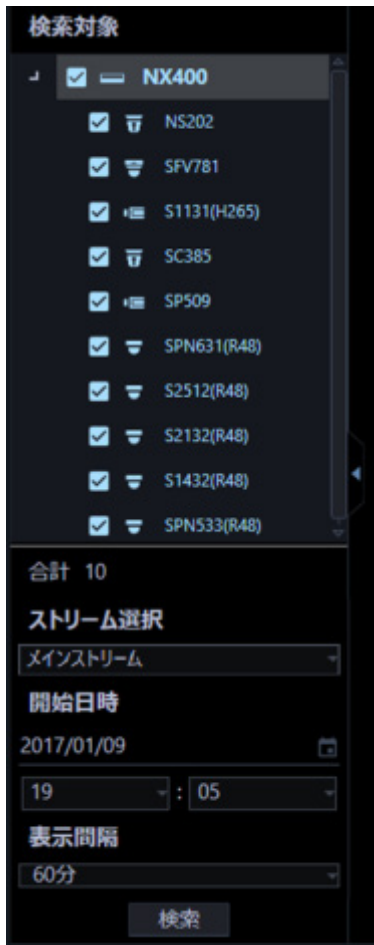 検索対象
NX400
NS202
SFV781
S1131(H265)
SC385
SP509
SPN631(R48)
S2512(R48)
S2132(R48)
S1432(R48)
SPN533(R48)
合計 10
ストリーム選択
メインストリーム
開始日時
2017/01/09
19 : 05
表示間隔
60分
検索